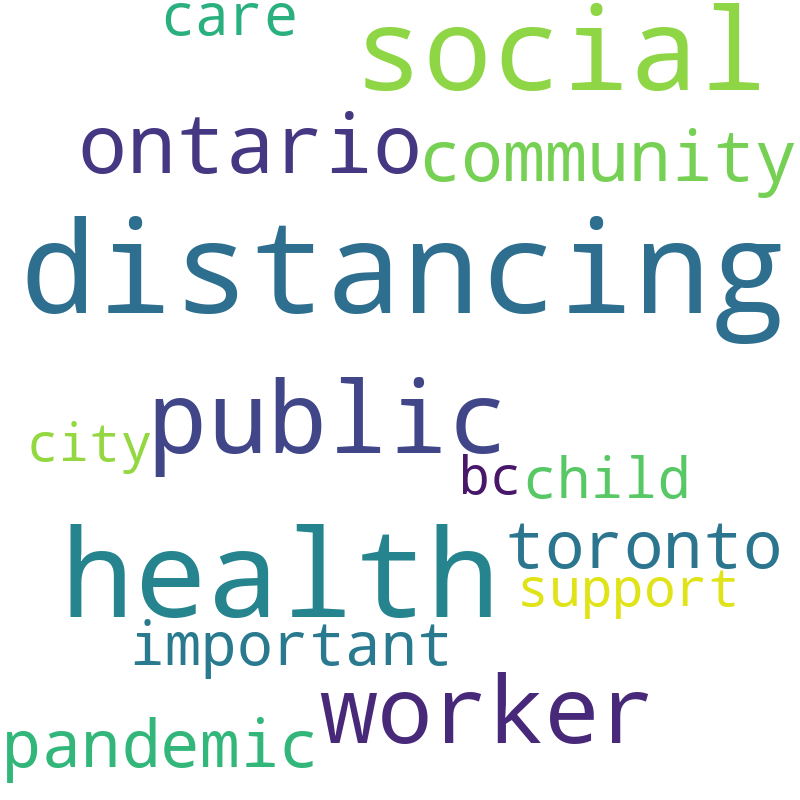 care
social
ontario
community
distancing
public
city
bc
child
health
toronto
support
important
worker
pandemic